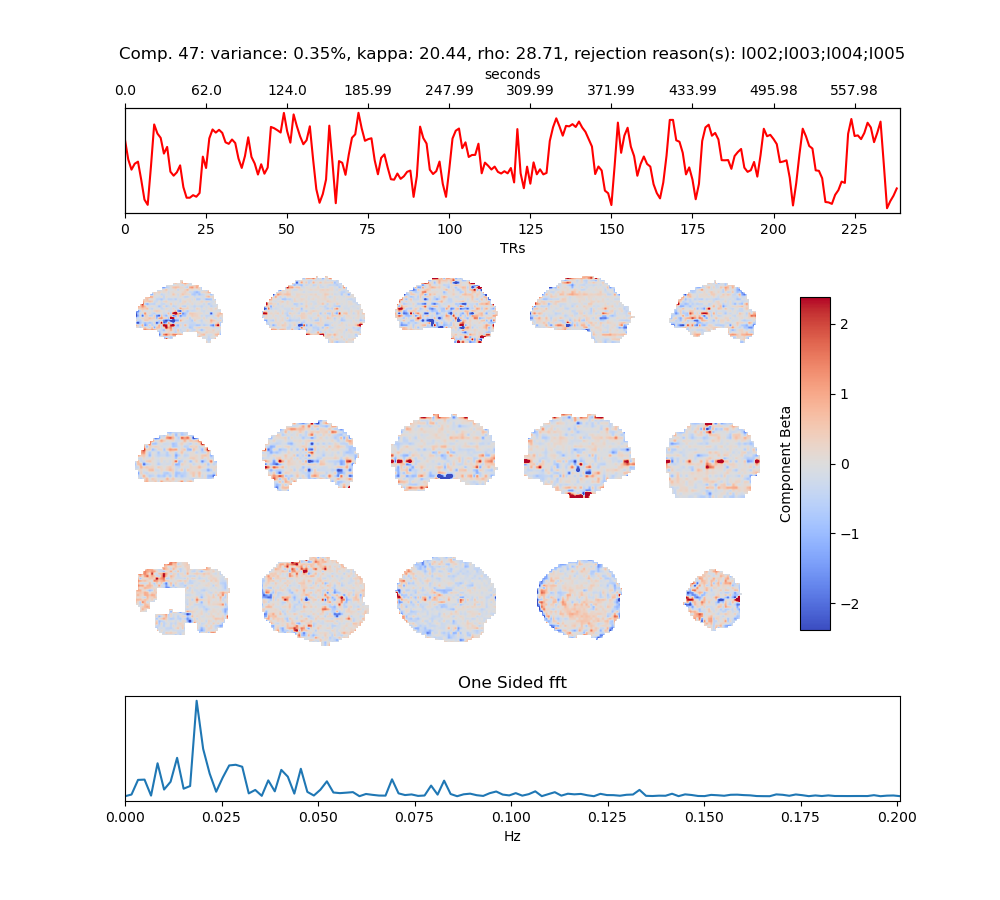 Comp. 47: variance: 0.35%, kappa: 20.44, rho: 28.71, rejection reason(s): I002;I003;I004;I005
seconds
0.0 62.0 124.0 185.99 247.99 309.99 371.99 433.99 495.98 557.98
0 25 50 75 100 125 150 175 200 225
TRs
2
1
0
−1
−2
Component Beta
One Sided fft
0.000 0.025 0.050 0.075 0.100 0.125 0.150 0.175 0.200
Hz